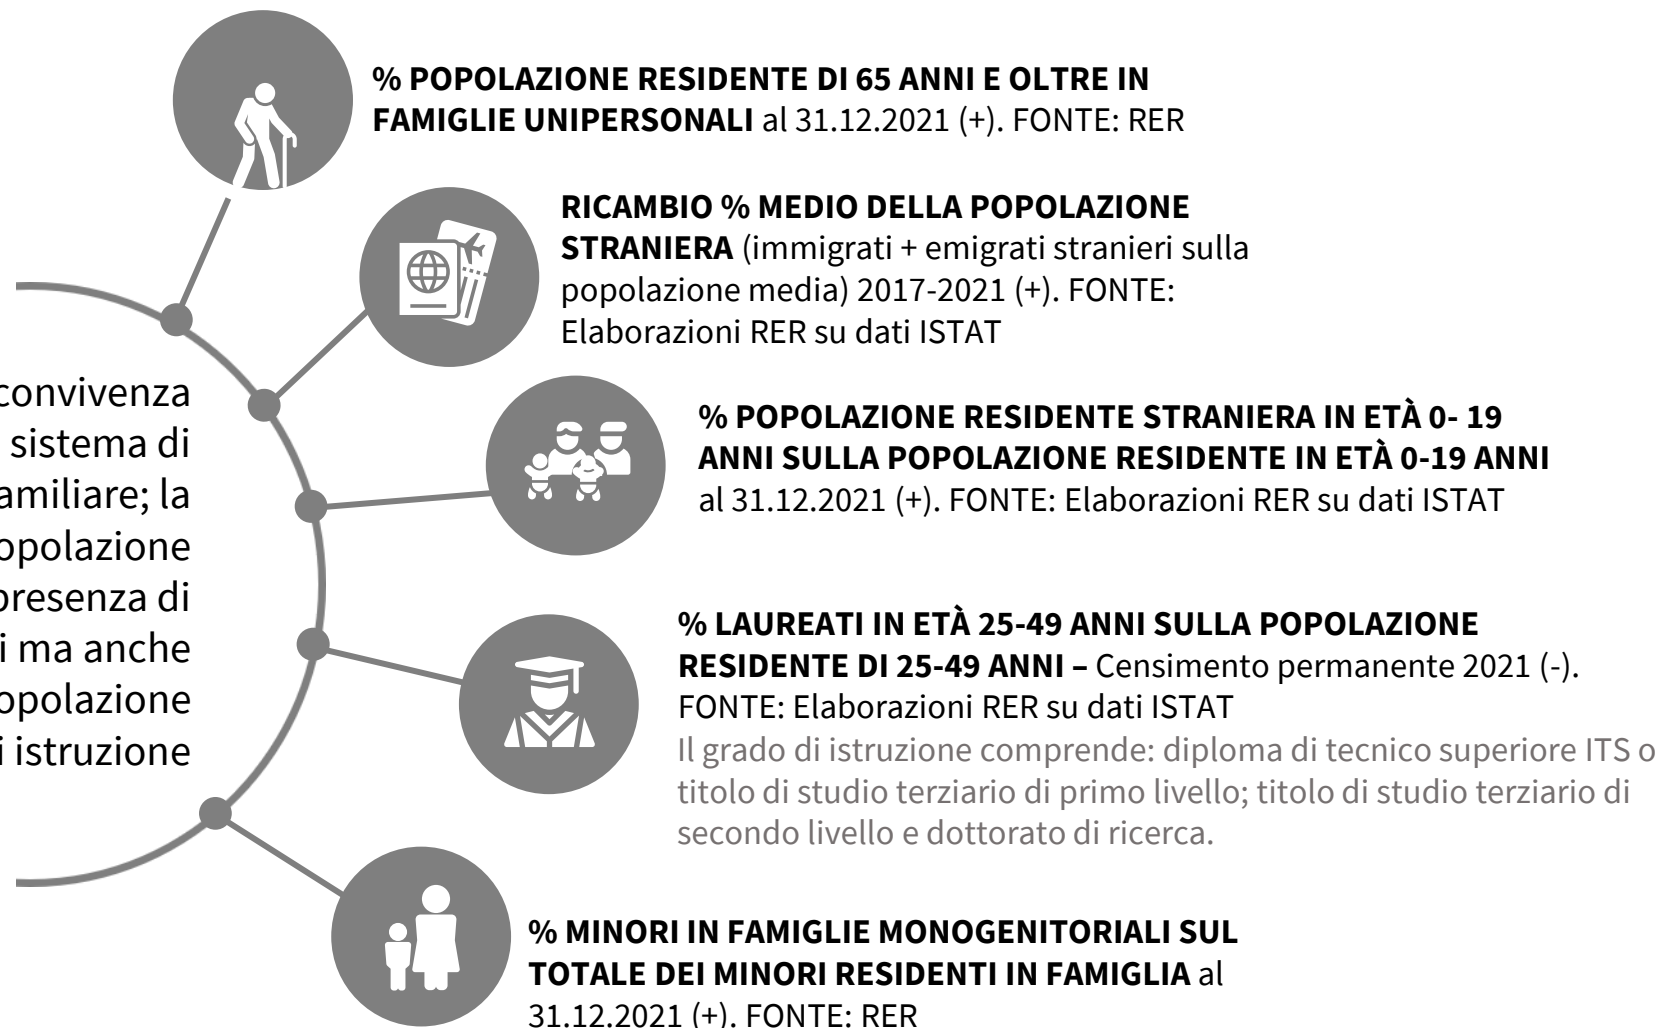 % POPOLAZIONE RESIDENTE DI 65 ANNI E OLTRE IN
FAMIGLIE UNIPERSONALI al 31.12.2021 (+). FONTE: RER
RICAMBIO % MEDIO DELLA POPOLAZIONE
STRANIERA (immigrati + emigrati stranieri sulla
popolazione media) 2017-2021 (+). FONTE:
Elaborazioni RER su dati ISTAT
convivenza
sistema di
amiliare; la
opolazione
presenza di
i ma anche
opolazione
i istruzione
% POPOLAZIONE RESIDENTE STRANIERA IN ETÀ 0- 19
ANNI SULLA POPOLAZIONE RESIDENTE IN ETÀ 0-19 ANNI
al 31.12.2021 (+). FONTE: Elaborazioni RER su dati ISTAT
% LAUREATI IN ETÀ 25-49 ANNI SULLA POPOLAZIONE
RESIDENTE DI 25-49 ANNI – Censimento permanente 2021 (-).
FONTE: Elaborazioni RER su dati ISTAT
Il grado di istruzione comprende: diploma di tecnico superiore ITS o
titolo di studio terziario di primo livello; titolo di studio terziario di
secondo livello e dottorato di ricerca.
% MINORI IN FAMIGLIE MONOGENITORIALI SUL
TOTALE DEI MINORI RESIDENTI IN FAMIGLIA al
31.12.2021 (+). FONTE: RER